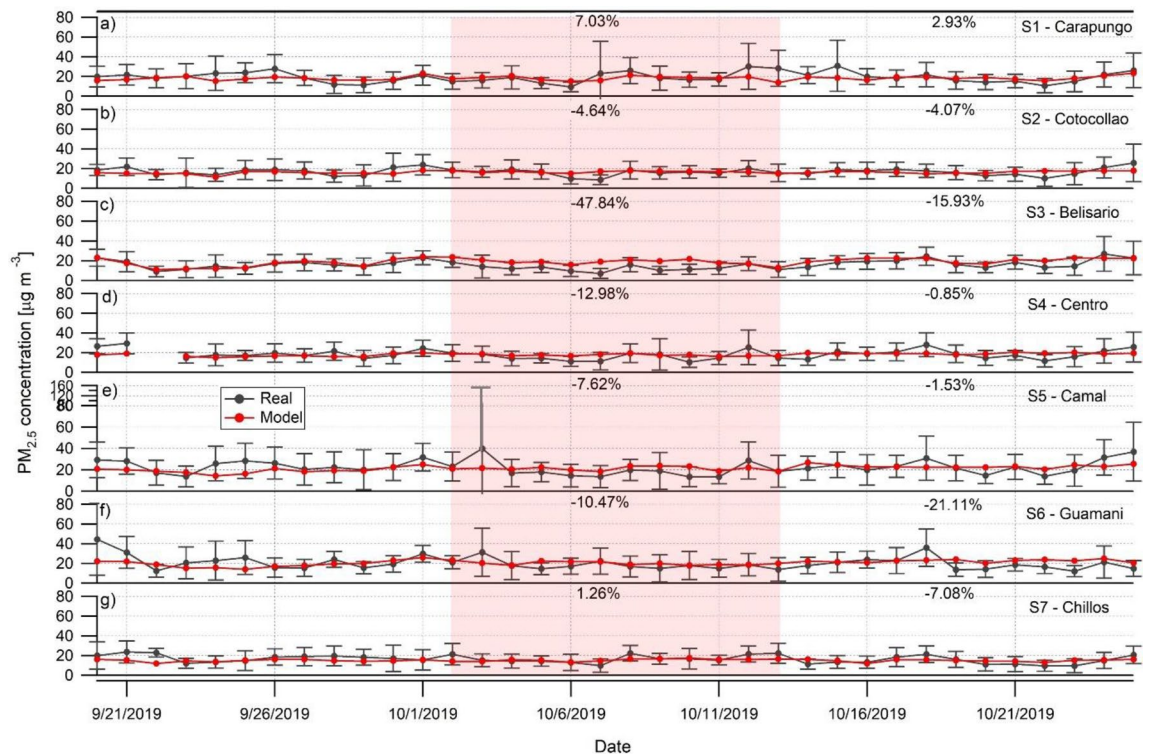 PM2.5 concentration [µg m⁻³]
80
60
40
20
0
a)
7.03%
2.93%
S1 - Carapungo
80
60
40
20
0
b)
-4.64%
-4.07%
S2 - Cotocollao
80
60
40
20
0
c)
-47.84%
-15.93%
S3 - Belisario
80
60
40
20
0
d)
-12.98%
-0.85%
S4 - Centro
160
120
80
60
40
20
0
e)
Real
Model
-7.62%
-1.53%
S5 - Camal
80
60
40
20
0
f)
-10.47%
-21.11%
S6 - Guamani
80
60
40
20
0
g)
1.26%
-7.08%
S7 - Chillos
9/21/2019 9/26/2019 10/1/2019 10/6/2019 10/11/2019 10/16/2019 10/21/2019
Date